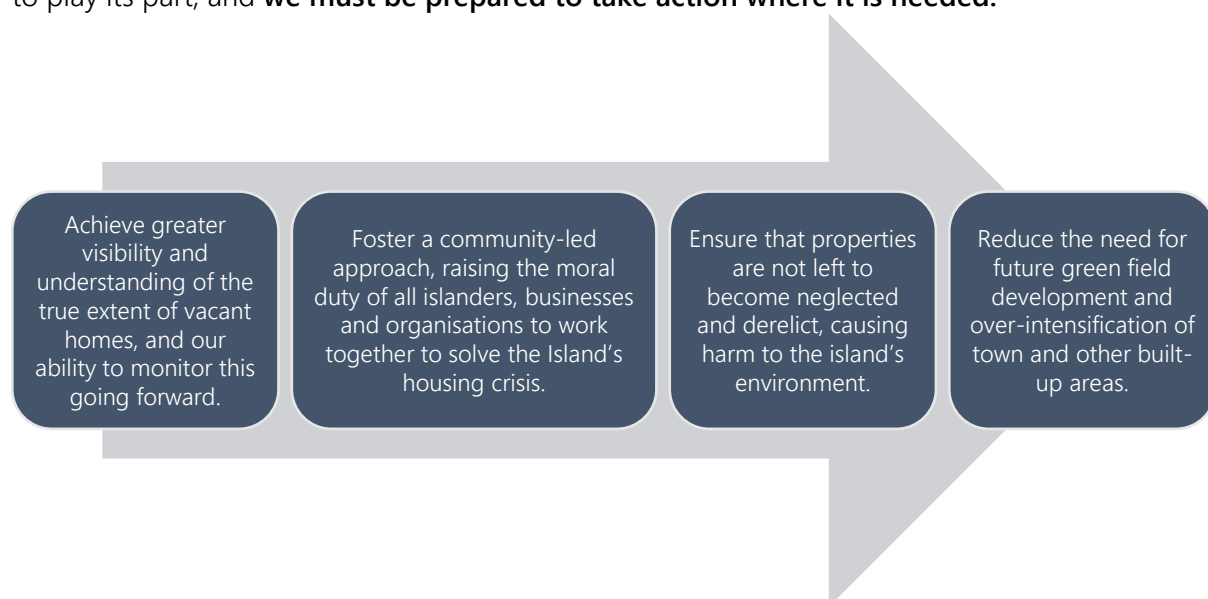 to play its part, and we must be prepared to take action where it is needed.
Achieve greater
visibility and
understanding of the
true extent of vacant
homes, and our
ability to monitor this
going forward.
Foster a community-led
approach, raising the moral
duty of all islanders, businesses
and organisations to work
together to solve the Island’s
housing crisis.
Ensure that properties
are not left to
become neglected
and derelict, causing
harm to the island’s
environment.
Reduce the need for
future green field
development and
over-intensification of
town and other built-
up areas.